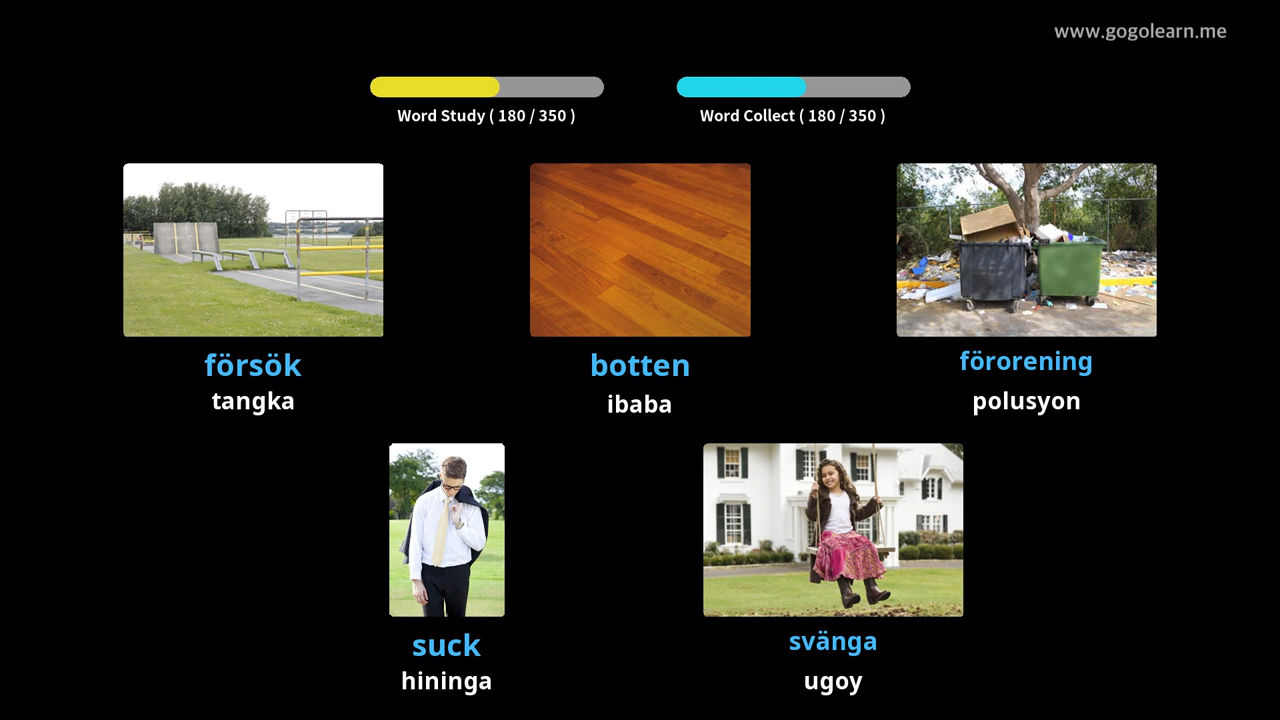 www.gogolearn.me
Word Study ( 180 / 350 )
Word Collect ( 180 / 350 )
försök
tangka
botten
ibaba
förorening
polusyon
suck
hininga
svänga
ugoy